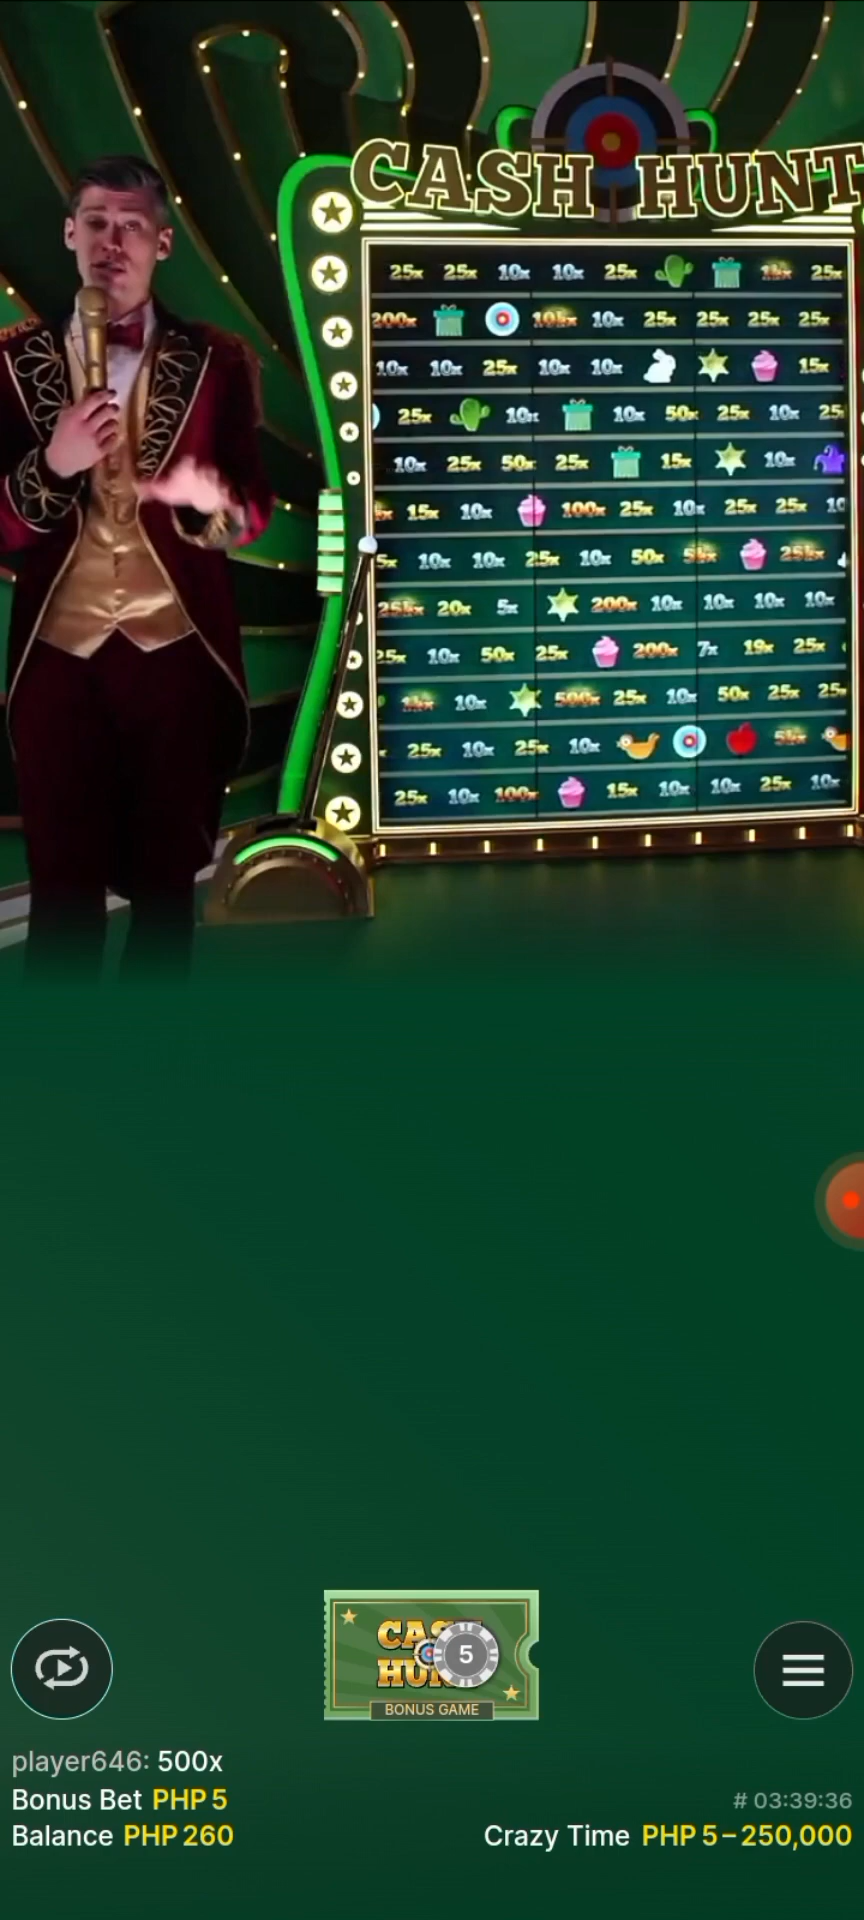 CASH HUNT
25x 25x 10x 10x 25x 25x
200x 10x 25x 25x 25x 25x
10x 10x 25x 10x 10x 15x
25x 10x 10x 50x 25x 10x
10x 25x 50x 25x 15x 10x
15x 10x 100x 25x 10x 25x 25x
10x 10x 25x 10x 50x
20x 5x 200x 10x 10x 10x 10x
25x 10x 50x 25x 200x 7x 19x 25x
10x 500x 25x 10x 50x 25x
25x 10x 25x 10x
25x 10x 100x 15x 10x 10x 25x 10x
5
BONUS GAME
player646: 500x
Bonus Bet PHP 5
# 03:39:36
Balance PHP 260
Crazy Time PHP 5–250,000